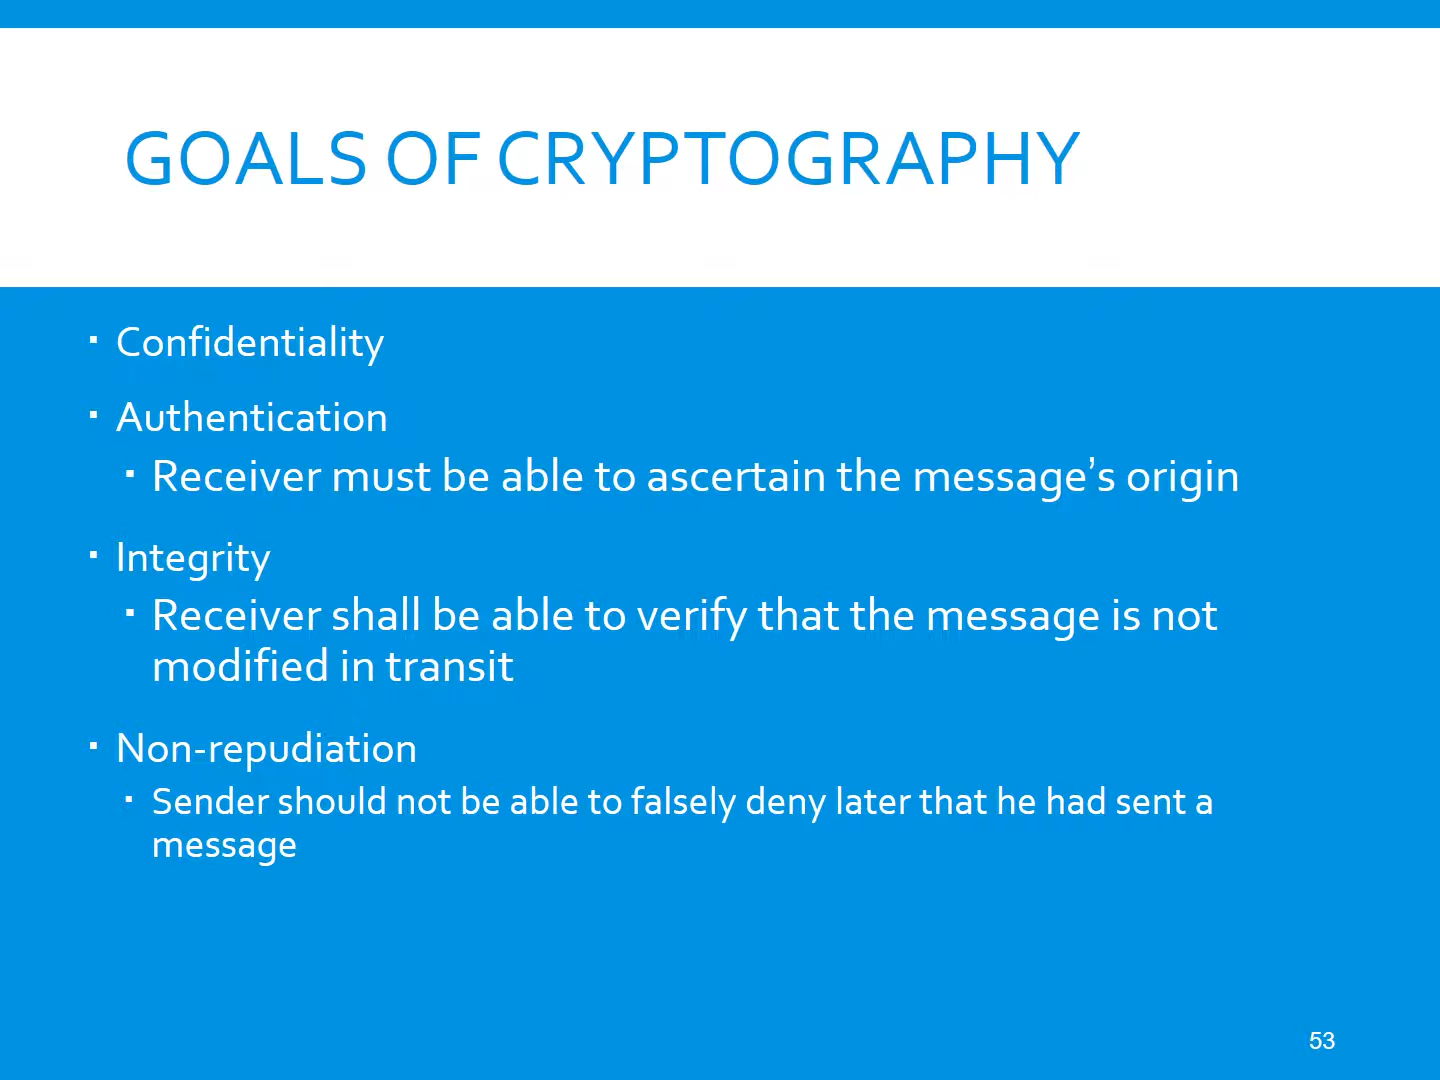 GOALS OF CRYPTOGRAPHY
▪ Confidentiality
▪ Authentication
▪ Receiver must be able to ascertain the message’s origin
▪ Integrity
▪ Receiver shall be able to verify that the message is not
modified in transit
▪ Non-repudiation
▪ Sender should not be able to falsely deny later that he had sent a
message
53